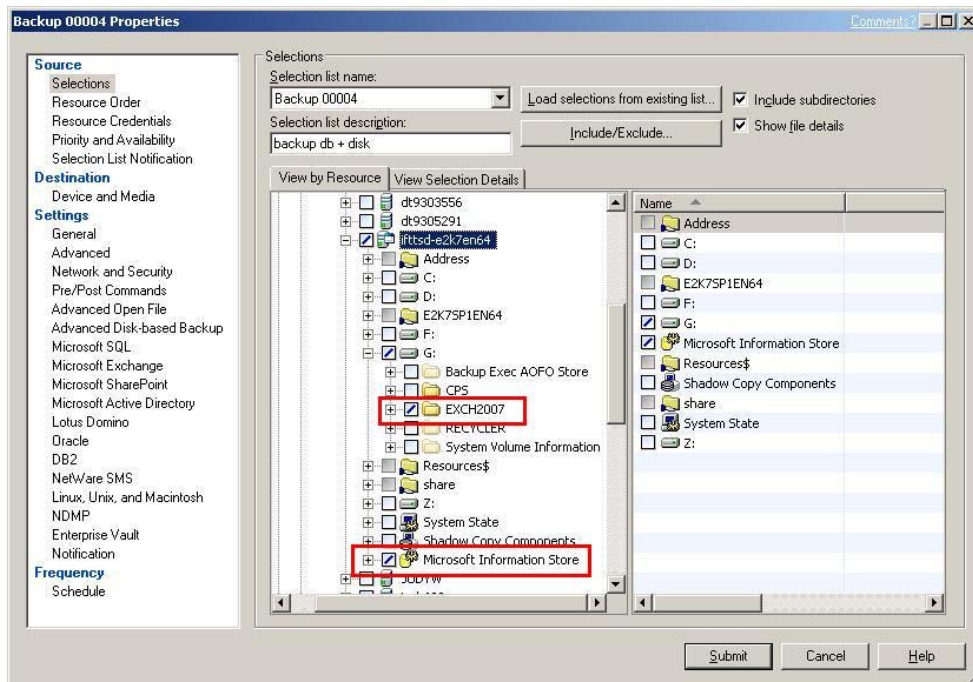 Backup 00004 Properties
Comments?
Source
Selections
Resource Order
Resource Credentials
Priority and Availability
Selection List Notification
Destination
Device and Media
Settings
General
Advanced
Network and Security
Pre/Post Commands
Advanced Open File
Advanced Disk-based Backup
Microsoft SQL
Microsoft Exchange
Microsoft SharePoint
Microsoft Active Directory
Lotus Domino
Oracle
DB2
NetWare SMS
Linux, Unix, and Macintosh
NDMP
Enterprise Vault
Notification
Frequency
Schedule
Selections
Selection list name:
Backup 00004
Load selections from existing list...
Include subdirectories
Selection list description:
backup db + disk
Include/Exclude...
Show file details
View by Resource
View Selection Details
dt9303556
dt9305291
ifttsd-e2k7en64
Address
C:
D:
E2K7SP1EN64
F:
G:
Backup Exec AOFO Store
CPS
EXCH2007
RECYCLER
System Volume Information
Resources$
share
Z:
System State
Shadow Copy Components
Microsoft Information Store
JUDYW
Name
Address
C:
D:
E2K7SP1EN64
F:
G:
Microsoft Information Store
Resources$
Shadow Copy Components
share
System State
Z:
Submit
Cancel
Help